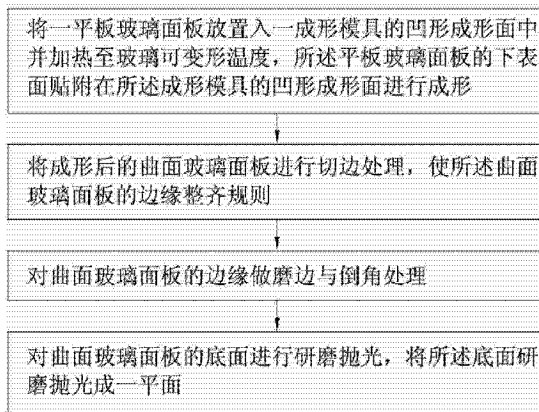 将一平板玻璃面板放置入一成形模具的凹形成形面中
并加热至玻璃可变形温度，所述平板玻璃面板的下表
面贴附在所述成形模具的凹形成形面进行成形
将成形后的曲面玻璃面板进行切边处理，使所述曲面
玻璃面板的边缘整齐规则
对曲面玻璃面板的边缘做磨边与倒角处理
对曲面玻璃面板的底面进行研磨抛光，将所述底面研
磨抛光成一平面